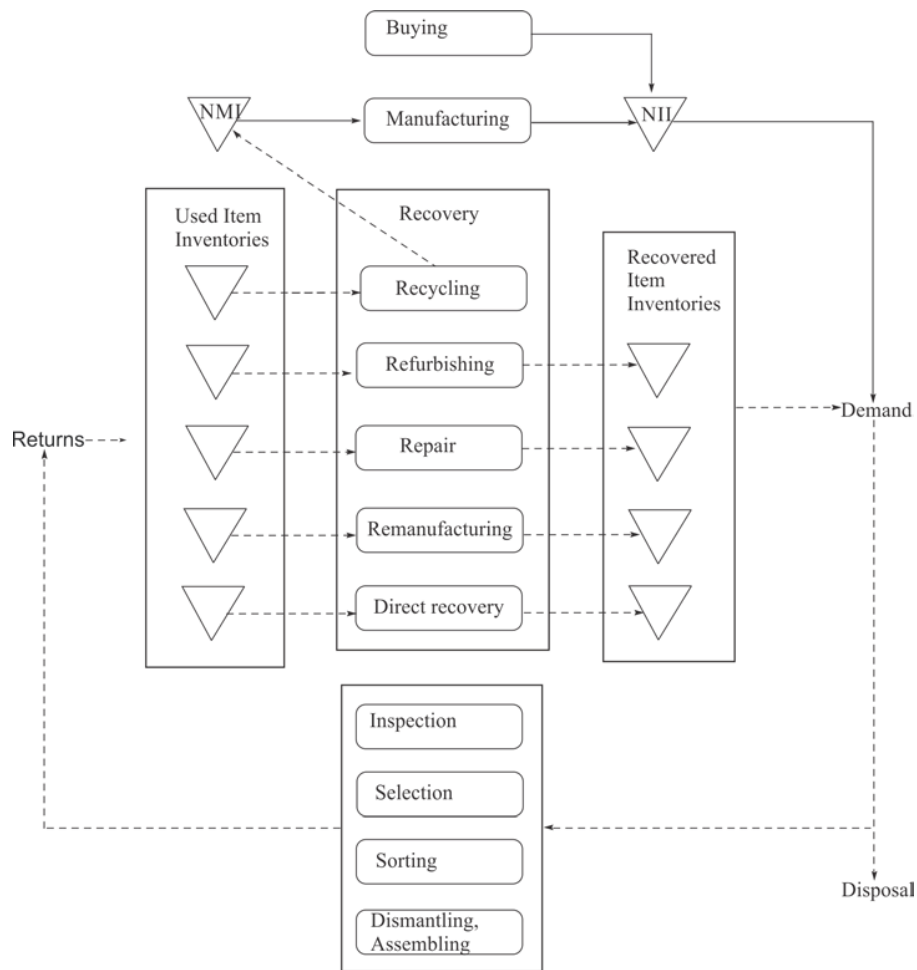 Buying
NMI
Manufacturing
NII
Used Item
Inventories
Recovery
Recovered
Item
Inventories
Recycling
Refurbishing
Demand
Returns
Repair
Remanufacturing
Direct recovery
Inspection
Selection
Sorting
Disposal
Dismantling,
Assembling